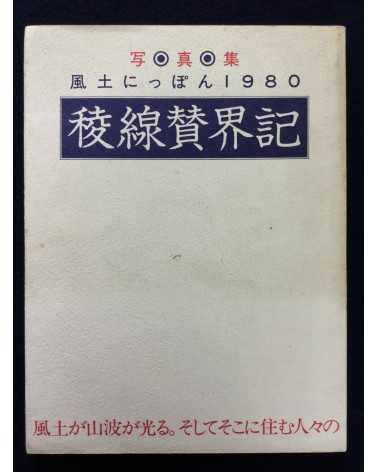 写◉真◉集
風土にっぽん1980
稜線賛界記
風土が山波が光る。そしてそこに住む人々の